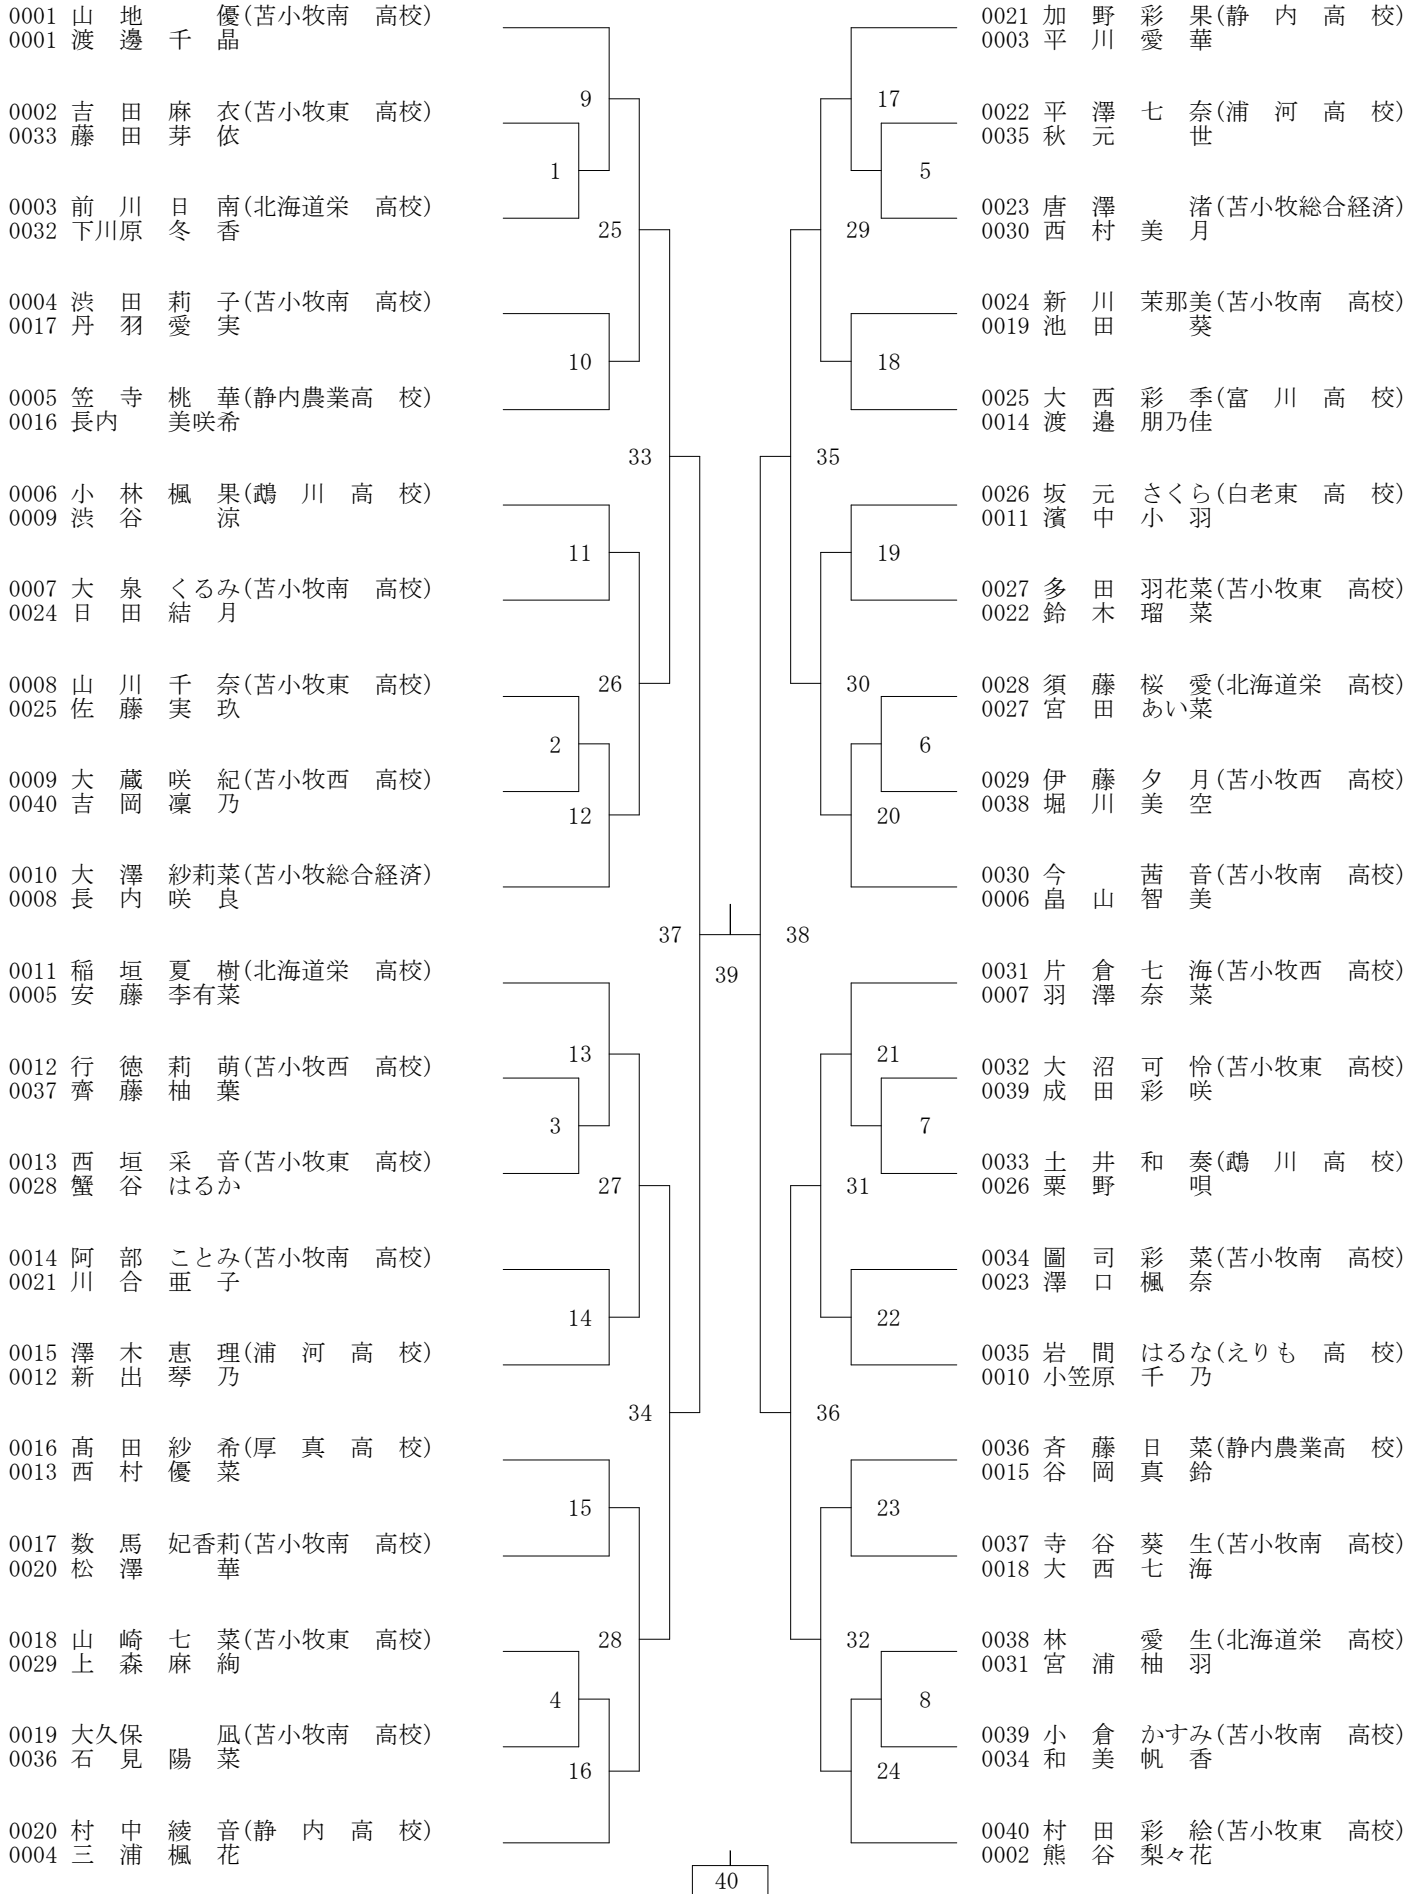 0001 山　地　　　優(苫小牧南　高校)
0001 渡　邊　千　晶
9
0002 吉　田　麻　衣(苫小牧東　高校)
0033 藤　田　芽　依
1
0003 前　川　日　南(北海道栄　高校)
0032 下川原　冬　香
25
0004 渋　田　莉　子(苫小牧南　高校)
0017 丹　羽　愛　実
10
0005 笠　寺　桃　華(静内農業高　校)
0016 長内　　美咲希
33
0006 小　林　楓　果(鵡　川　高　校)
0009 渋　谷　　　涼
11
0007 大　泉　くるみ(苫小牧南　高校)
0024 日　田　結　月
26
0008 山　川　千　奈(苫小牧東　高校)
0025 佐　藤　実　玖
2
0009 大　蔵　咲　紀(苫小牧西　高校)
0040 吉　岡　凜　乃
12
0010 大　澤　紗莉菜(苫小牧総合経済)
0008 長　内　咲　良
37
0011 稲　垣　夏　樹(北海道栄　高校)
0005 安　藤　李有菜
13
0012 行　徳　莉　萌(苫小牧西　高校)
0037 齊　藤　柚　葉
3
0013 西　垣　采　音(苫小牧東　高校)
0028 蟹　谷　はるか
27
0014 阿　部　ことみ(苫小牧南　高校)
0021 川　合　亜　子
14
0015 澤　木　恵　理(浦　河　高　校)
0012 新　出　琴　乃
34
0016 髙　田　紗　希(厚　真　高　校)
0013 西　村　優　菜
15
0017 数　馬　妃香莉(苫小牧南　高校)
0020 松　澤　　　華
28
0018 山　崎　七　菜(苫小牧東　高校)
0029 上　森　麻　絢
4
0019 大久保　　　凪(苫小牧南　高校)
0036 石　見　陽　菜
16
0020 村　中　綾　音(静　内　高　校)
0004 三　浦　楓　花
39
40
0021 加　野　彩　果(静　内　高　校)
0003 平　川　愛　華
17
0022 平　澤　七　奈(浦　河　高　校)
0035 秋　元　　　世
5
0023 唐　澤　　　渚(苫小牧総合経済)
0030 西　村　美　月
29
0024 新　川　茉那美(苫小牧南　高校)
0019 池　田　　　葵
18
0025 大　西　彩　季(富　川　高　校)
0014 渡　邉　朋乃佳
35
0026 坂　元　さくら(白老東　高校)
0011 濱　中　小　羽
19
0027 多　田　羽花菜(苫小牧東　高校)
0022 鈴　木　瑠　菜
30
0028 須　藤　桜　愛(北海道栄　高校)
0027 宮　田　あい菜
6
0029 伊　藤　夕　月(苫小牧西　高校)
0038 堀　川　美　空
20
0030 今　　　茜　音(苫小牧南　高校)
0006 畠　山　智　美
38
0031 片　倉　七　海(苫小牧西　高校)
0007 羽　澤　奈　菜
21
0032 大　沼　可　怜(苫小牧東　高校)
0039 成　田　彩　咲
7
0033 土　井　和　奏(鵡　川　高　校)
0026 粟　野　　　唄
31
0034 圖　司　彩　菜(苫小牧南　高校)
0023 澤　口　楓　奈
22
0035 岩　間　はるな(えりも　高　校)
0010 小笠原　千　乃
36
0036 斉　藤　日　菜(静内農業高　校)
0015 谷　岡　真　鈴
23
0037 寺　谷　葵　生(苫小牧南　高校)
0018 大　西　七　海
32
0038 林　　　愛　生(北海道栄　高校)
0031 宮　浦　柚　羽
8
0039 小　倉　かすみ(苫小牧南　高校)
0034 和　美　帆　香
24
0040 村　田　彩　絵(苫小牧東　高校)
0002 熊　谷　梨々花